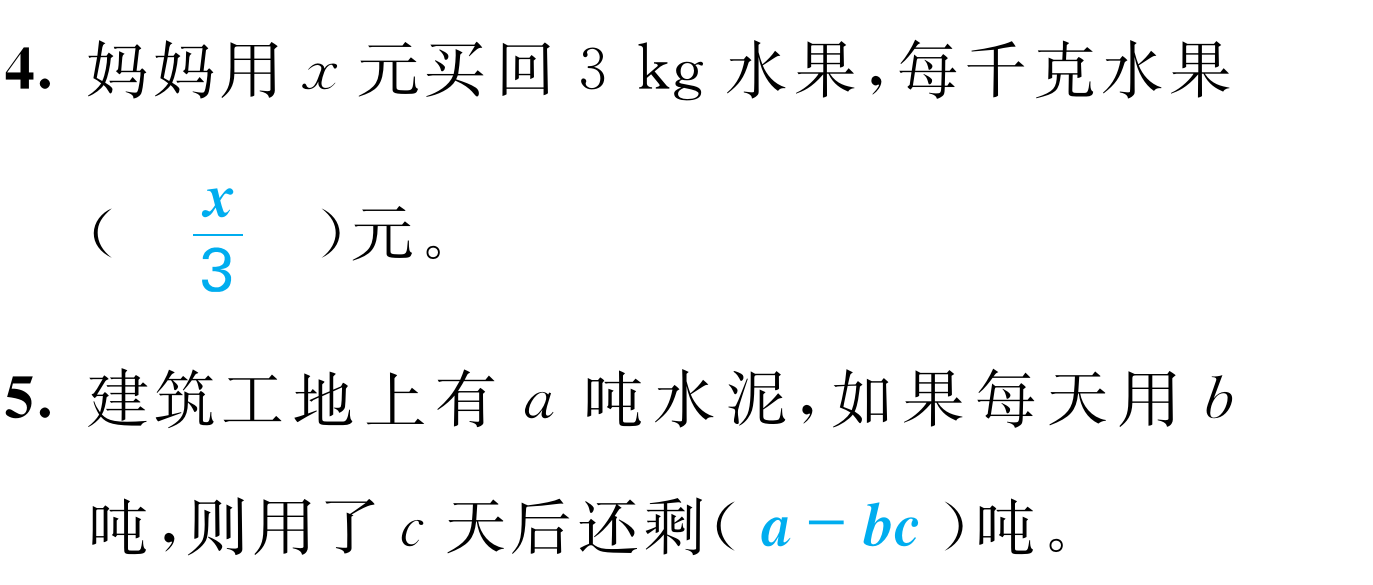 4. 妈妈用 x 元买回 3 kg 水果,每千克水果
( x/3 )元。
5. 建筑工地上有 a 吨水泥,如果每天用 b
吨,则用了 c 天后还剩( a − bc )吨。